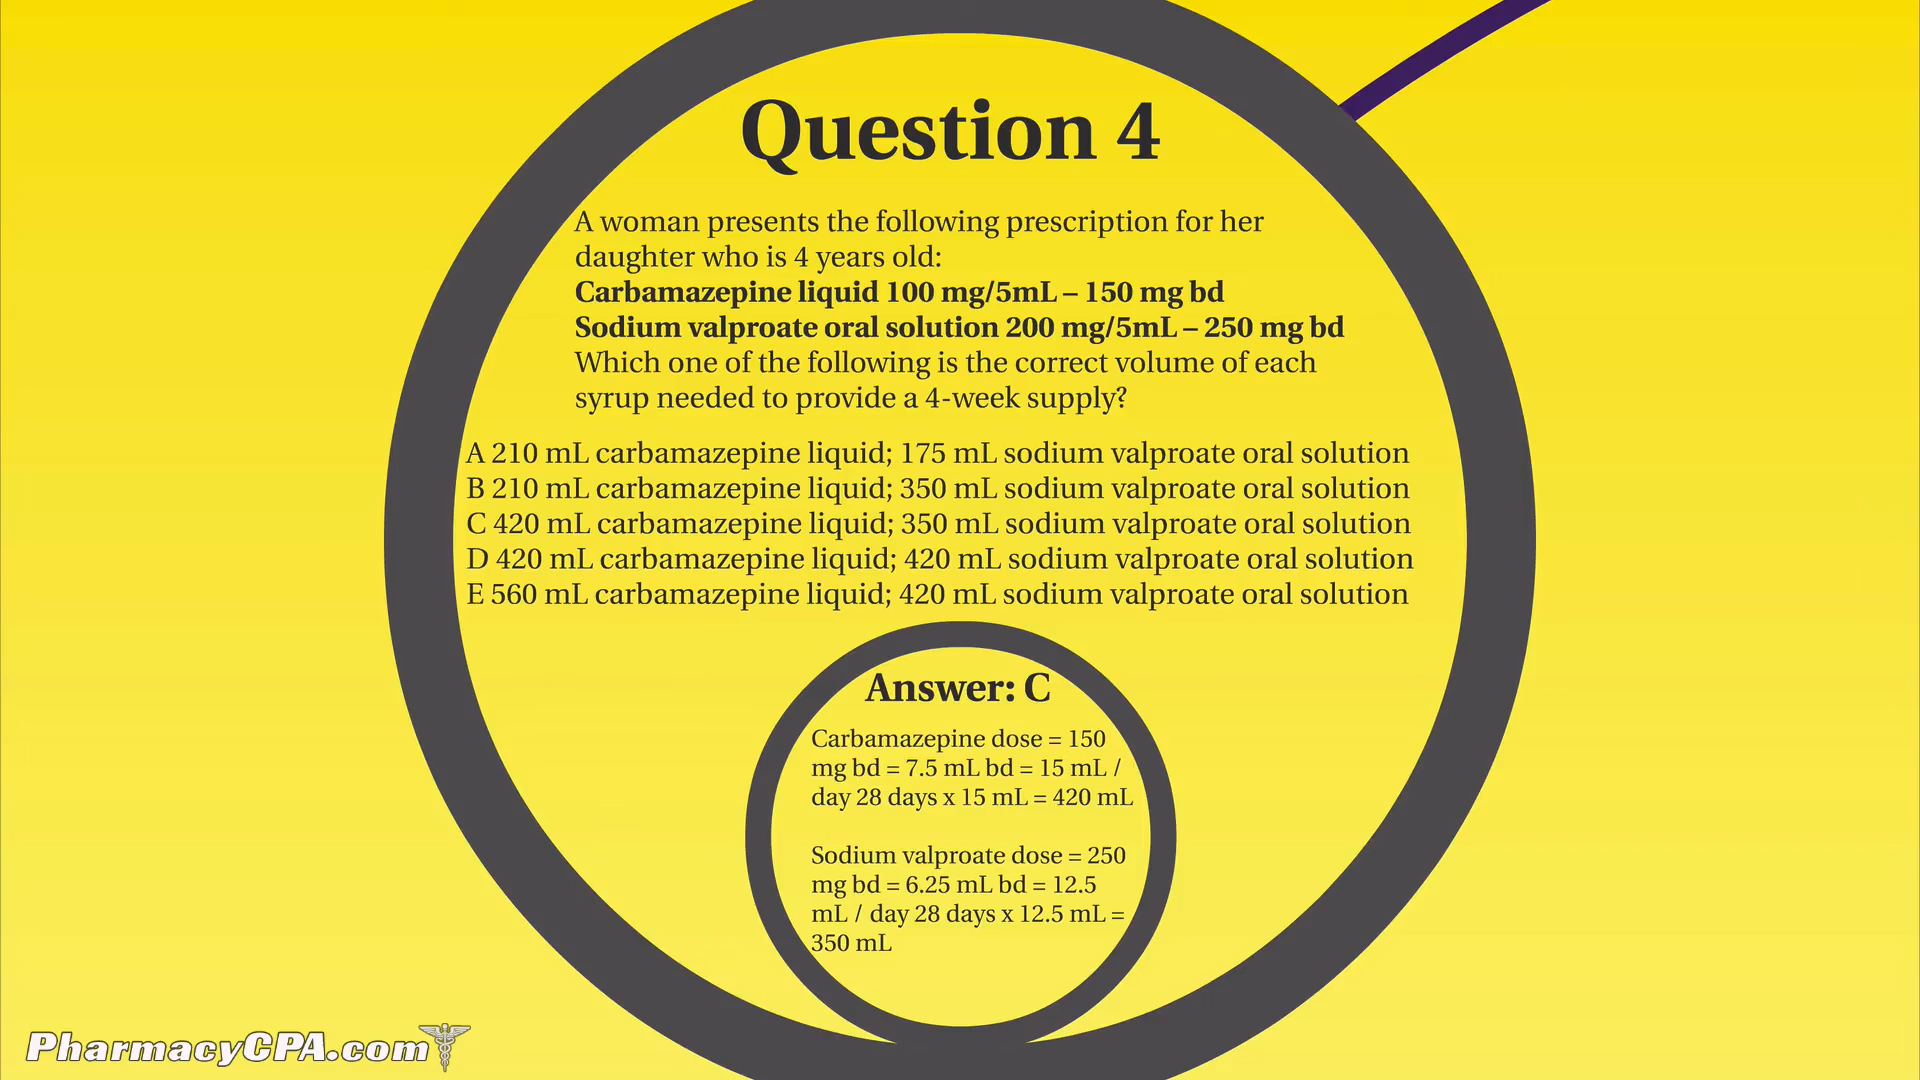 Question 4
A woman presents the following prescription for her
daughter who is 4 years old:
Carbamazepine liquid 100 mg/5mL – 150 mg bd
Sodium valproate oral solution 200 mg/5mL – 250 mg bd
Which one of the following is the correct volume of each
syrup needed to provide a 4-week supply?
A 210 mL carbamazepine liquid; 175 mL sodium valproate oral solution
B 210 mL carbamazepine liquid; 350 mL sodium valproate oral solution
C 420 mL carbamazepine liquid; 350 mL sodium valproate oral solution
D 420 mL carbamazepine liquid; 420 mL sodium valproate oral solution
E 560 mL carbamazepine liquid; 420 mL sodium valproate oral solution
Answer: C
Carbamazepine dose = 150
mg bd = 7.5 mL bd = 15 mL /
day 28 days x 15 mL = 420 mL
Sodium valproate dose = 250
mg bd = 6.25 mL bd = 12.5
mL / day 28 days x 12.5 mL =
350 mL
PharmacyCPA.com